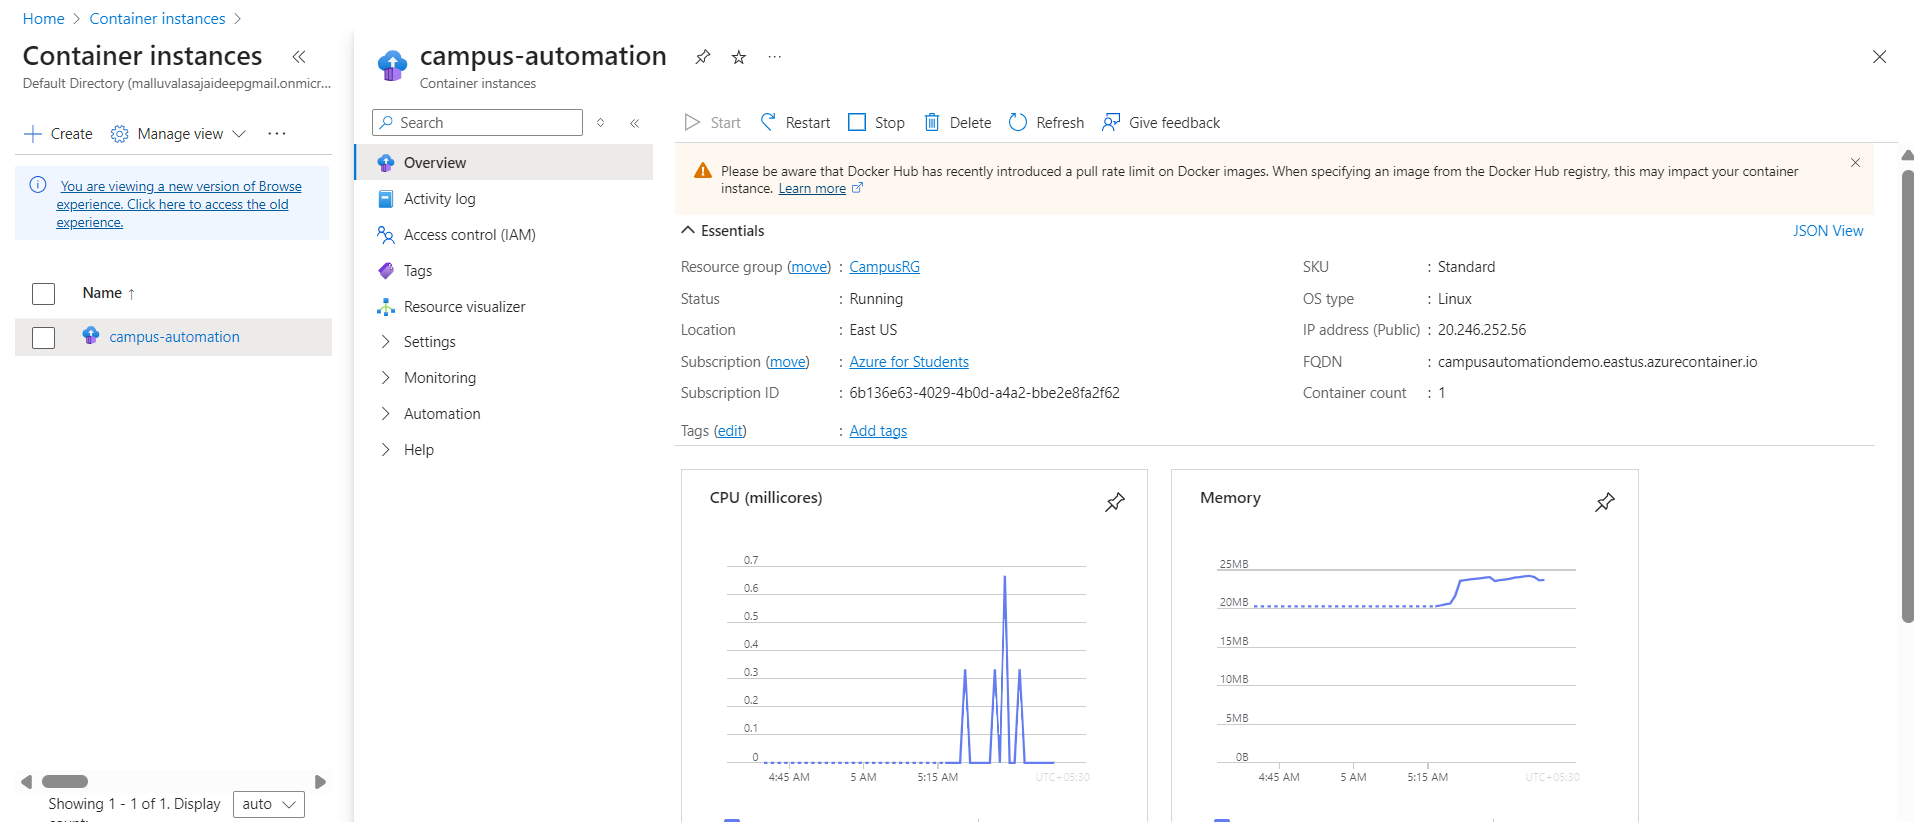 Home > Container instances >
Container instances «
Default Directory (malluvalasajaideepgmail.onmicr...
Create Manage view ...
You are viewing a new version of Browse
experience. Click here to access the old
experience.
Name ↑
campus-automation
Showing 1 - 1 of 1. Display auto
campus-automation ...
Container instances
Search «
Overview
Activity log
Access control (IAM)
Tags
Resource visualizer
Settings
Monitoring
Automation
Help
Start Restart Stop Delete Refresh Give feedback
Please be aware that Docker Hub has recently introduced a pull rate limit on Docker images. When specifying an image from the Docker Hub registry, this may impact your container
instance. Learn more
Essentials JSON View
Resource group (move) : CampusRG
Status : Running
Location : East US
Subscription (move) : Azure for Students
Subscription ID : 6b136e63-4029-4b0d-a4a2-bbe2e8fa2f62
SKU : Standard
OS type : Linux
IP address (Public) : 20.246.252.56
FQDN : campusautomationdemo.eastus.azurecontainer.io
Container count : 1
Tags (edit) : Add tags
CPU (millicores)
0.7
0.6
0.5
0.4
0.3
0.2
0.1
0
4:45 AM 5 AM 5:15 AM UTC+05:30
Memory
25MB
20MB
15MB
10MB
5MB
0B
4:45 AM 5 AM 5:15 AM UTC+05:30